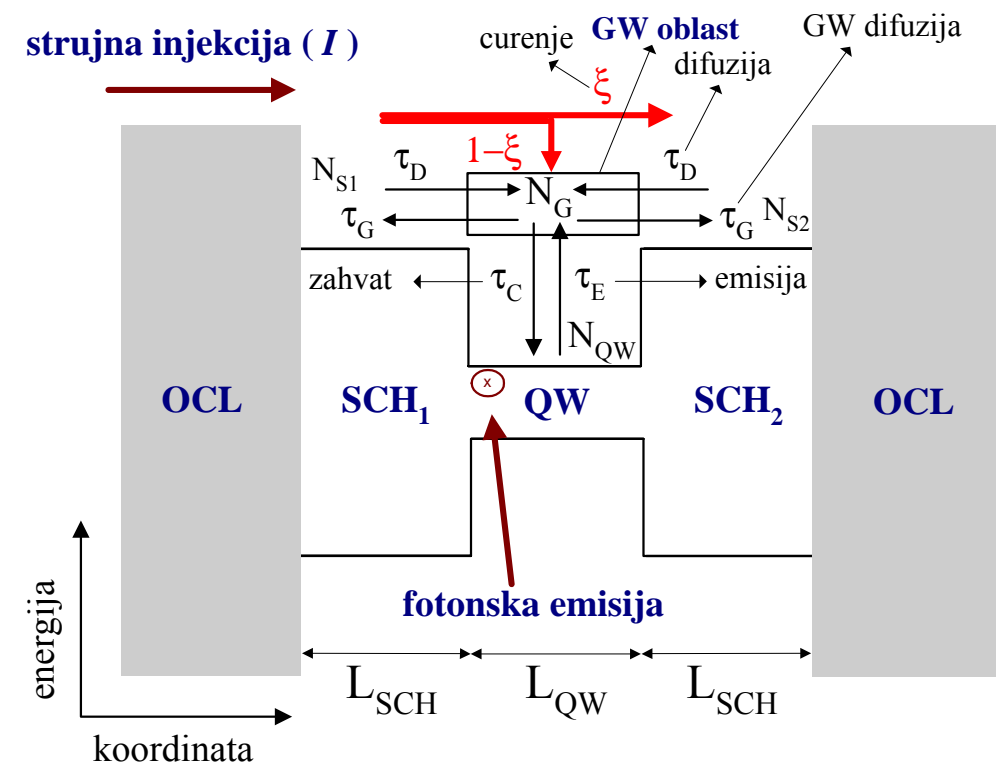 strujna injekcija ( I )
curenje
GW oblast
GW difuzija
difuzija
ξ
1−ξ
N_S1
τ_D
N_G
τ_D
τ_G
τ_G
N_S2
zahvat
τ_C
τ_E
emisija
N_QW
x
OCL
SCH_1
QW
SCH_2
OCL
fotonska emisija
energija
L_SCH
L_QW
L_SCH
koordinata